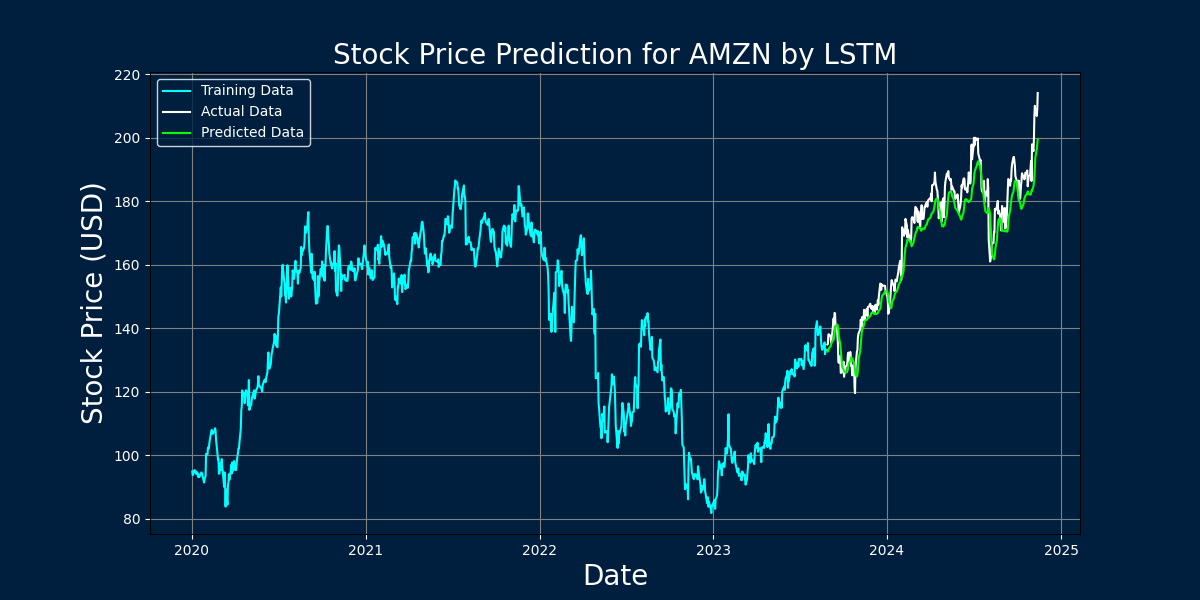 Stock Price Prediction for AMZN by LSTM
Training Data
Actual Data
Predicted Data
Stock Price (USD)
220
200
180
160
140
120
100
80
2020
2021
2022
2023
2024
2025
Date